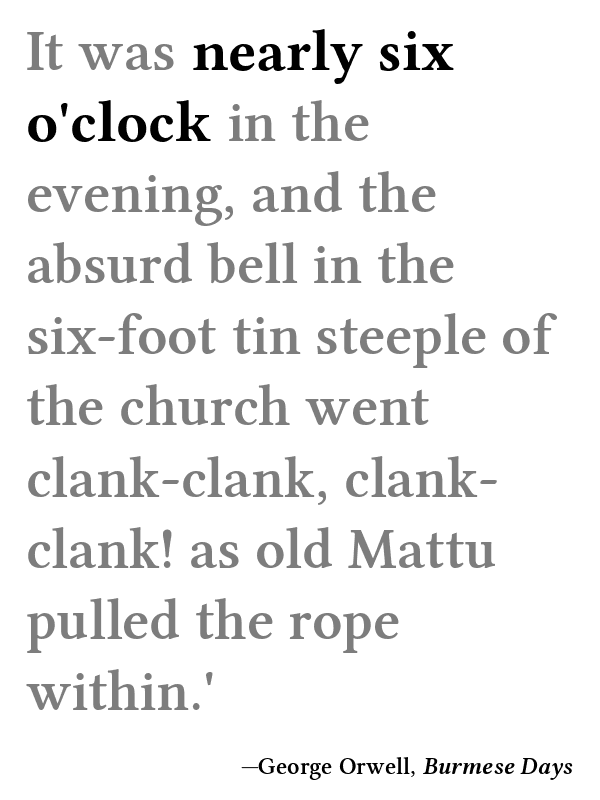 It was nearly six
o'clock in the
evening, and the
absurd bell in the
six-foot tin steeple of
the church went
clank-clank, clank-
clank! as old Mattu
pulled the rope
within.'
—George Orwell, Burmese Days